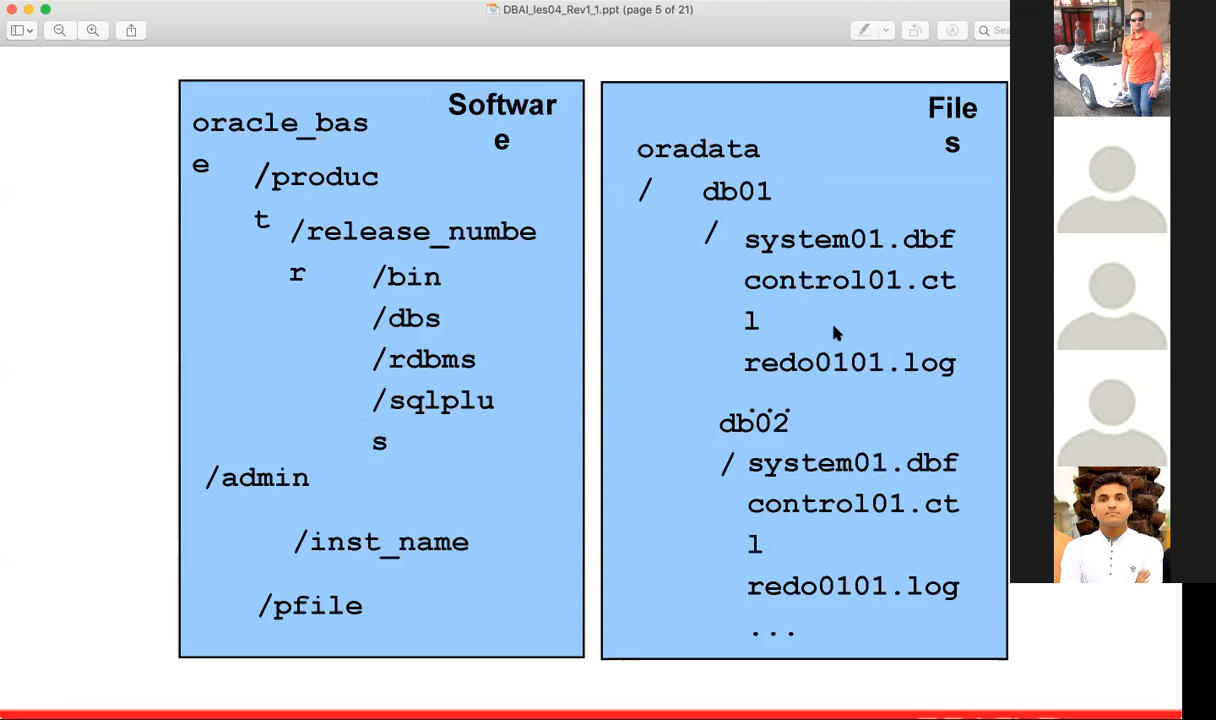 DBAI_les04_Rev1_1.ppt (page 5 of 21)
Sea
Softwar
e
oracle_bas
e
/produc
t
/release_numbe
r
/bin
/dbs
/rdbms
/sqlplu
s
/admin
/inst_name
/pfile
File
s
oradata
/
db01
/
system01.dbf
control01.ct
l
redo0101.log
...
db02
/
system01.dbf
control01.ct
l
redo0101.log
...